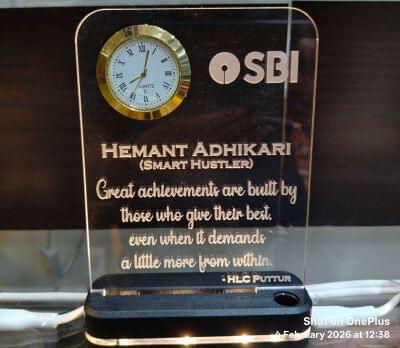 SBI
QUARTZ
HEMANT ADHIKARI
(SMART HUSTLER)
Great achievements are built by
those who give their best,
even when it demands
a little more from within.
- HLC PUTTUR
Shot on OnePlus
4 February 2026 at 12:38